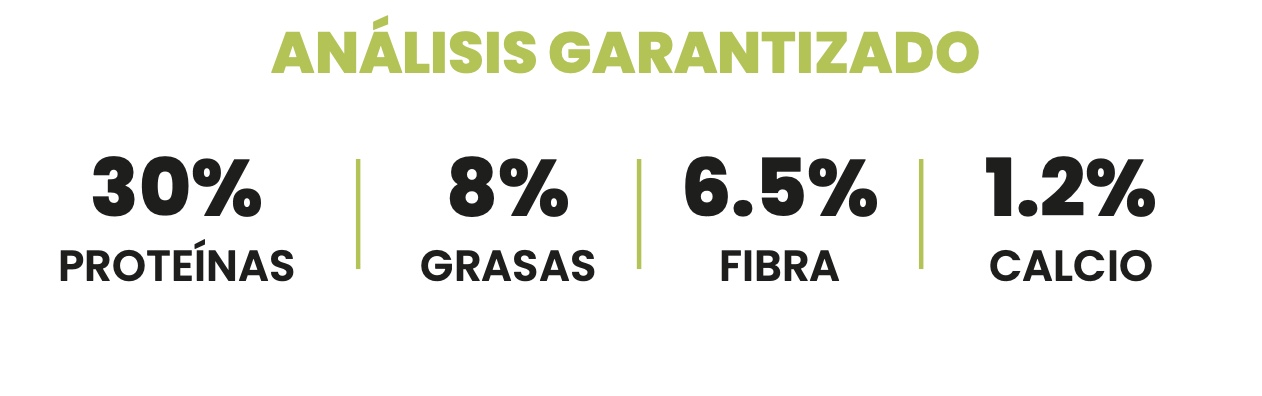 ANÁLISIS GARANTIZADO
30% 8% 6.5% 1.2%
PROTEÍNAS GRASAS FIBRA CALCIO